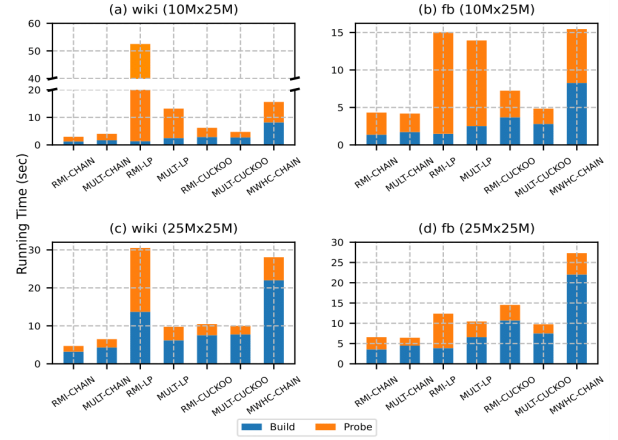 (a) wiki (10Mx25M)
60
50
40
20
10
0
RMI-CHAIN
MULT-CHAIN
RMI-LP
MULT-LP
RMI-CUCKOO
MULT-CUCKOO
MWHC-CHAIN
(b) fb (10Mx25M)
15
10
5
0
RMI-CHAIN
MULT-CHAIN
RMI-LP
MULT-LP
RMI-CUCKOO
MULT-CUCKOO
MWHC-CHAIN
Running Time (sec)
(c) wiki (25Mx25M)
30
20
10
0
RMI-CHAIN
MULT-CHAIN
RMI-LP
MULT-LP
RMI-CUCKOO
MULT-CUCKOO
MWHC-CHAIN
(d) fb (25Mx25M)
30
25
20
15
10
5
0
RMI-CHAIN
MULT-CHAIN
RMI-LP
MULT-LP
RMI-CUCKOO
MULT-CUCKOO
MWHC-CHAIN
Build Probe